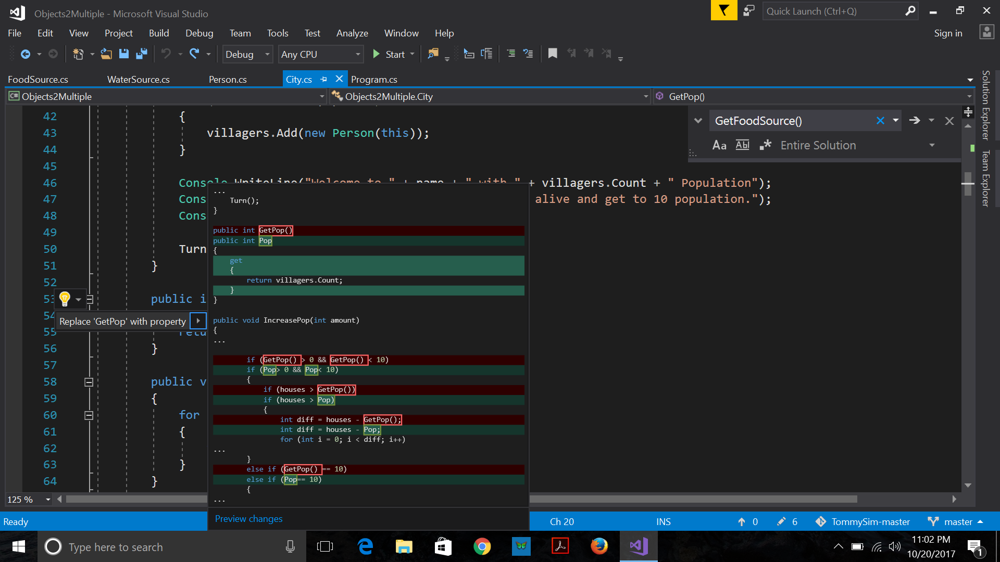 Objects2Multiple - Microsoft Visual Studio
Quick Launch (Ctrl+Q)
File Edit View Project Build Debug Team Tools Test Analyze Window Help
Sign in
Debug Any CPU Start
FoodSource.cs WaterSource.cs Person.cs City.cs Program.cs
C# Objects2Multiple Objects2Multiple.City GetPop()
GetFoodSource()
Aa Abl .* Entire Solution
Solution Explorer
Team Explorer
42 {
43 villagers.Add(new Person(this));
44 }
45
46 Console.WriteLine("Welcome to " + name + " with " + villagers.Count + " Population");
47 Cons alive and get to 10 population.");
48 Cons
49
50 Turn
51 }
52
53 public i
54
55 retu
56 }
57
58 public v
59 {
60 for
61 {
62
63 }
64 }
Replace 'GetPop' with property
...
Turn();
}
public int GetPop()
public int Pop
{
get
{
return villagers.Count;
}
}
public void IncreasePop(int amount)
{
...
if (GetPop() > 0 && GetPop() < 10)
if (Pop> 0 && Pop< 10)
{
if (houses > GetPop())
if (houses > Pop)
{
int diff = houses - GetPop();
int diff = houses - Pop;
for (int i = 0; i < diff; i++)
...
}
else if (GetPop() == 10)
else if (Pop== 10)
{
...
Preview changes
125 %
Ready Ch 20 INS 0 6 TommySim-master master
Type here to search
11:02 PM
10/20/2017
1